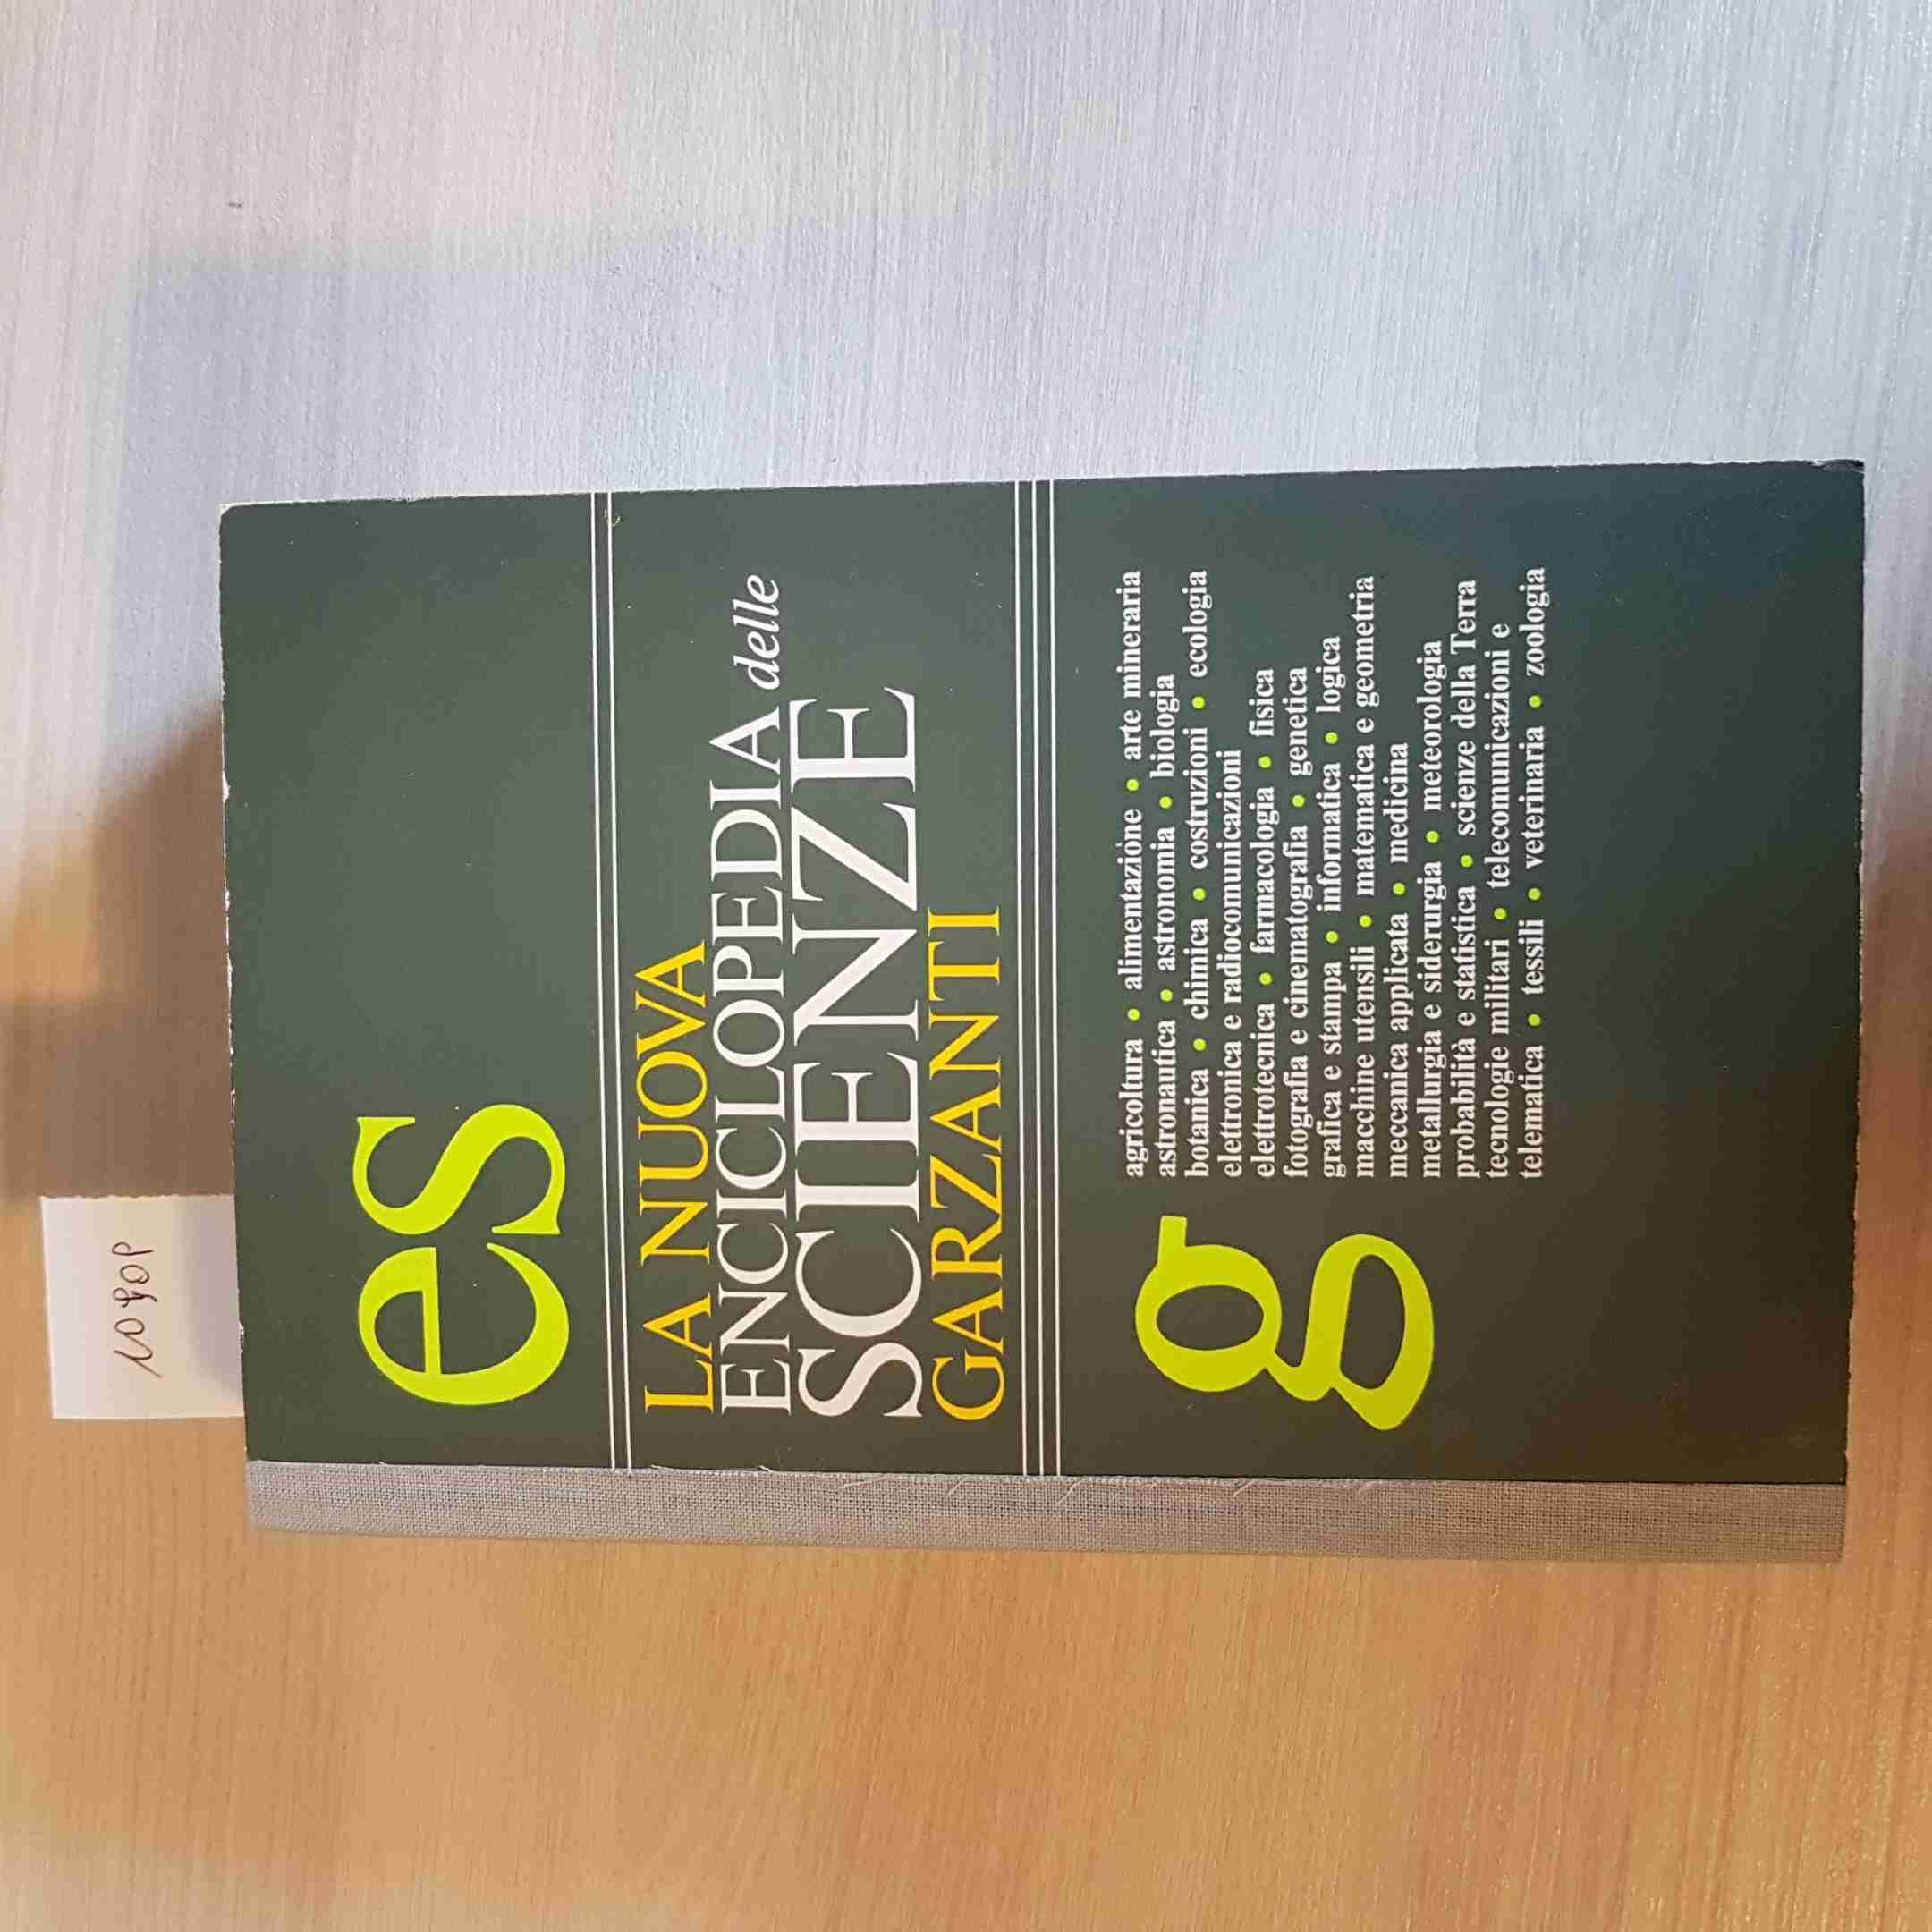 es
LA NUOVA
ENCICLOPEDIA delle
SCIENZE
GARZANTI
g
agricoltura • alimentazione • arte mineraria
astronautica • astronomia • biologia
botanica • chimica • costruzioni • ecologia
elettronica e radiocomunicazioni
elettrotecnica • farmacologia • fisica
fotografia e cinematografia • genetica
grafica e stampa • informatica • logica
macchine utensili • matematica e geometria
meccanica applicata • medicina
metallurgia e siderurgia • meteorologia
probabilità e statistica • scienze della Terra
tecnologie militari • telecomunicazioni e
telematica • tessili • veterinaria • zoologia